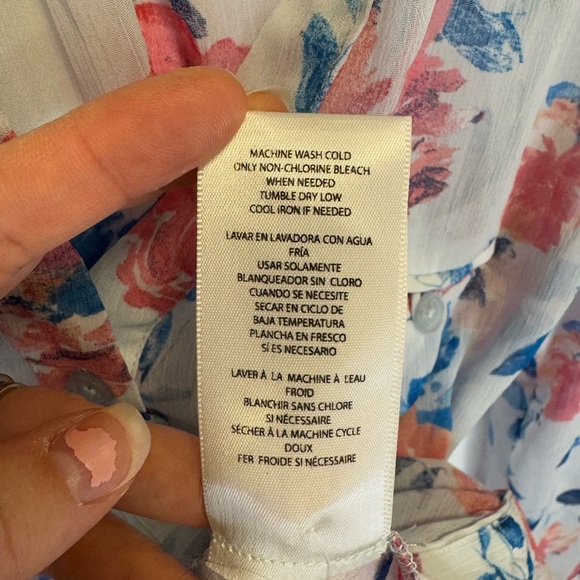 MACHINE WASH COLD
ONLY NON-CHLORINE BLEACH
WHEN NEEDED
TUMBLE DRY LOW
COOL IRON IF NEEDED
LAVAR EN LAVADORA CON AGUA
FRÍA
USAR SOLAMENTE
BLANQUEADOR SIN CLORO
CUANDO SE NECESITE
SECAR EN CICLO DE
BAJA TEMPERATURA
PLANCHA EN FRESCO
SÍ ES NECESARIO
LAVER À LA MACHINE À L'EAU
FROID
BLANCHIR SANS CHLORE
SI NÉCESSAIRE
SÉCHER À LA MACHINE CYCLE
DOUX
FER FROIDE SI NÉCESSAIRE